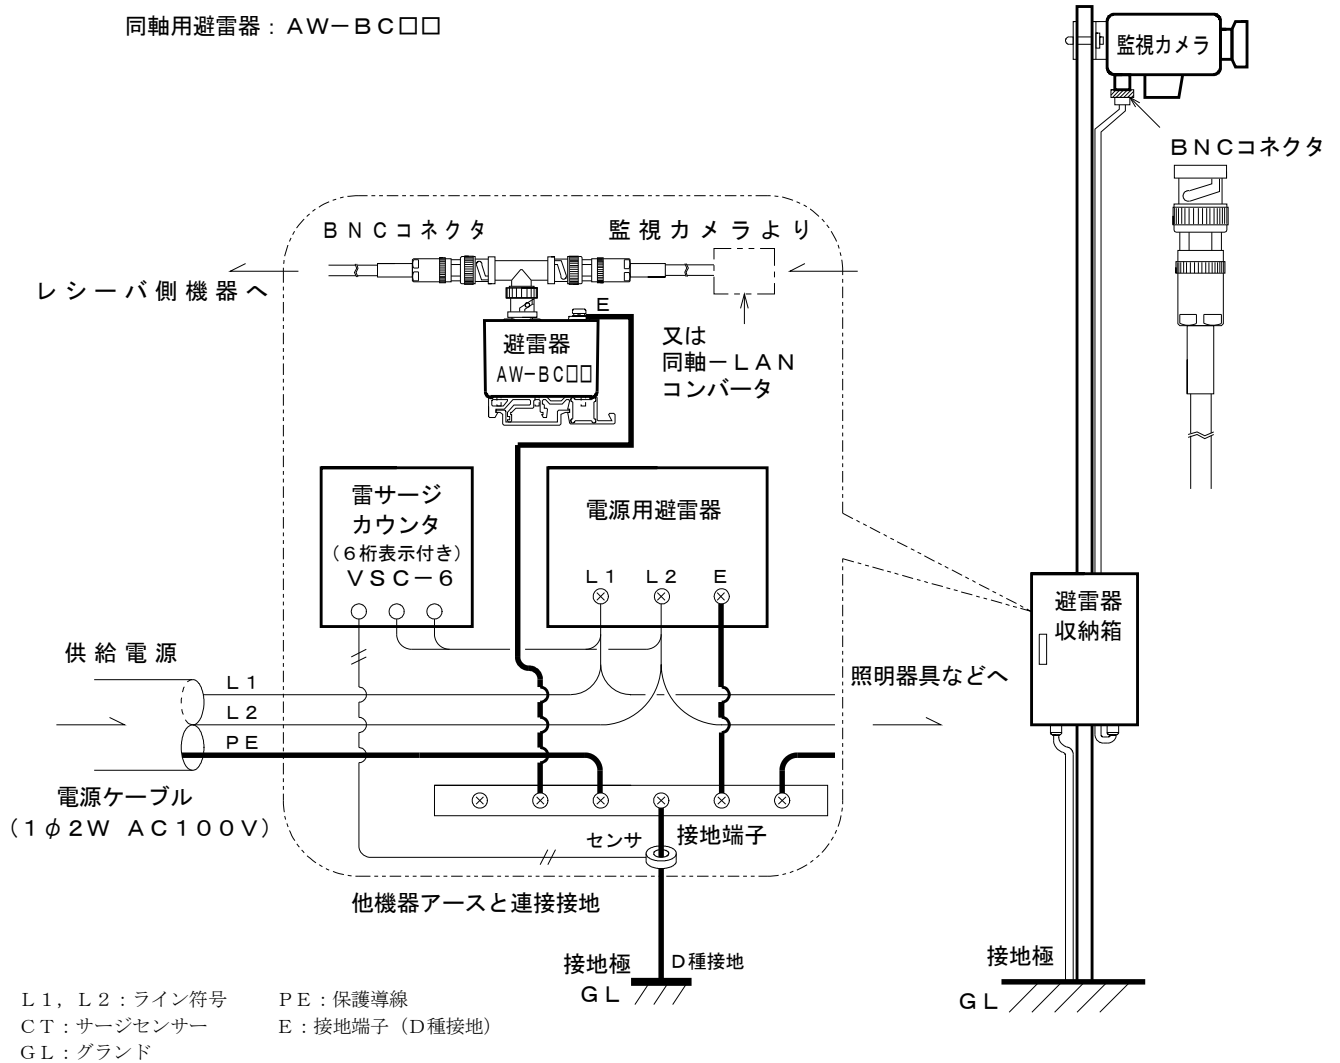 同軸用避雷器：AW－BC□□
監視カメラ
BNCコネクタ
BNCコネクタ
監視カメラより
レシーバ側機器へ
E
又は
同軸－LAN
コンバータ
避雷器
AW－BC□□
雷サージ
カウンタ
（6桁表示付き）
VSC－6
電源用避雷器
L1
L2
E
避雷器
収納箱
供給電源
L1
L2
PE
照明器具などへ
電源ケーブル
（1φ2W AC100V）
センサ
接地端子
他機器アースと連接接地
接地極
D種接地
GL
接地極
GL
L1，L2：ライン符号
PE：保護導線
CT：サージセンサー
E：接地端子（D種接地）
GL：グランド